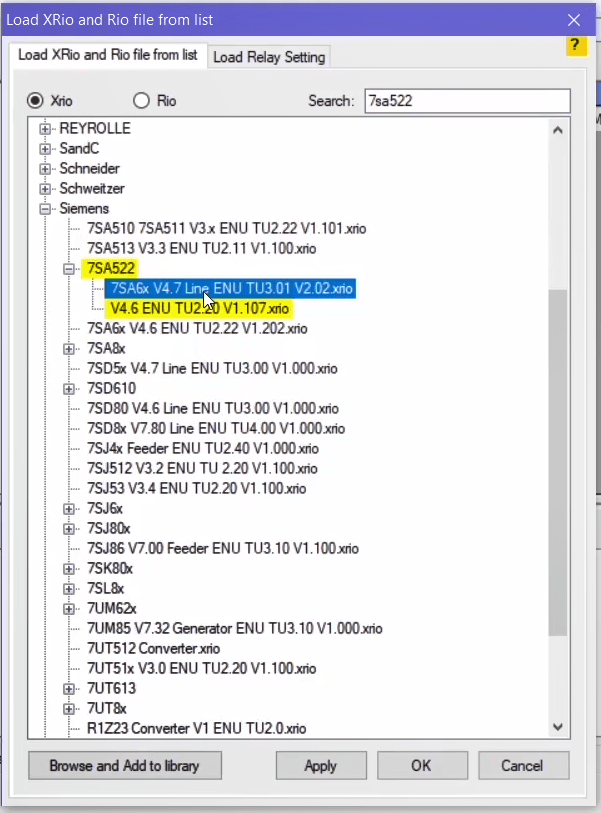 Load XRio and Rio file from list
?
Load XRio and Rio file from list Load Relay Setting
Xrio Rio Search: 7sa522
REYROLLE
SandC
Schneider
Schweitzer
Siemens
7SA510 7SA511 V3.x ENU TU2.22 V1.101.xrio
7SA513 V3.3 ENU TU2.11 V1.100.xrio
7SA522
7SA6x V4.7 Line ENU TU3.01 V2.02.xrio
V4.6 ENU TU2.20 V1.107.xrio
7SA6x V4.6 ENU TU2.22 V1.202.xrio
7SA8x
7SD5x V4.7 Line ENU TU3.00 V1.000.xrio
7SD610
7SD80 V4.6 Line ENU TU3.00 V1.000.xrio
7SD8x V7.80 Line ENU TU4.00 V1.000.xrio
7SJ4x Feeder ENU TU2.40 V1.000.xrio
7SJ512 V3.2 ENU TU 2.20 V1.100.xrio
7SJ53 V3.4 ENU TU2.20 V1.100.xrio
7SJ6x
7SJ80x
7SJ86 V7.00 Feeder ENU TU3.10 V1.100.xrio
7SK80x
7SL8x
7UM62x
7UM85 V7.32 Generator ENU TU3.10 V1.000.xrio
7UT512 Converter.xrio
7UT51x V3.0 ENU TU2.20 V1.100.xrio
7UT613
7UT8x
R1Z23 Converter V1 ENU TU2.0.xrio
Browse and Add to library Apply OK Cancel